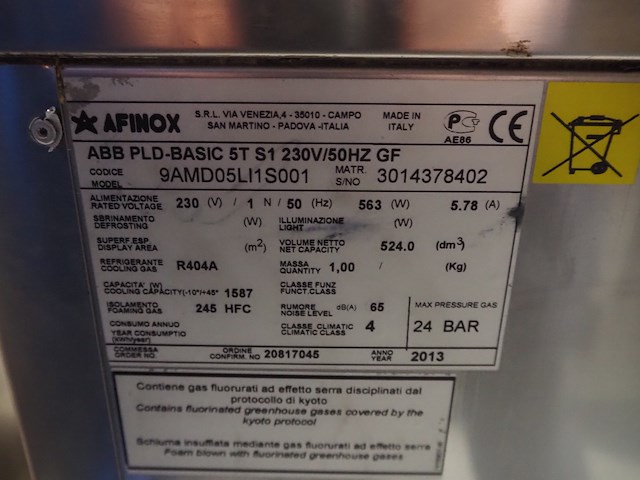 AFINOX
S.R.L. VIA VENEZIA,4 - 35010 - CAMPO
SAN MARTINO - PADOVA -ITALIA
MADE IN
ITALY
AE86
CE
ABB PLD-BASIC 5T S1 230V/50HZ GF
CODICE
MODEL
9AMD05LI1S001
MATR.
S/NO
3014378402
ALIMENTAZIONE
RATED VOLTAGE
230 (V) / 1 N / 50 (Hz) 563 (W) 5.78 (A)
SBRINAMENTO
DEFROSTING
(W)
ILLUMINAZIONE
LIGHT
(W)
SUPERF. ESP.
DISPLAY AREA
(m²)
VOLUME NETTO
NET CAPACITY
524.0 (dm³)
REFRIGERANTE
COOLING GAS
R404A
MASSA
QUANTITY
1,00 / (Kg)
CAPACITA' (W)
COOLING CAPACITY(-10°/+45° 1587
CLASSE FUNZ
FUNCT.CLASS
ISOLAMENTO
FOAMING GAS
245 HFC
RUMORE
NOISE LEVEL
dB(A) 65
MAX PRESSURE GAS
24 BAR
CONSUMO ANNUO
YEAR CONSUMPTIO
(kWh/year)
CLASSE CLIMATIC
CLIMATIC CLASS
4
COMMESSA
ORDER NO.
ORDINE
CONFIRM. NO
20817045
ANNO
YEAR
2013
Contiene gas fluorurati ad effetto serra disciplinati dal
protocollo di kyoto
Contains fluorinated greenhouse gases covered by the
kyoto protocol
Schiuma insufflata mediante gas fluorurati ad effetto serra
Foam blown with fluorinated greenhouse gases